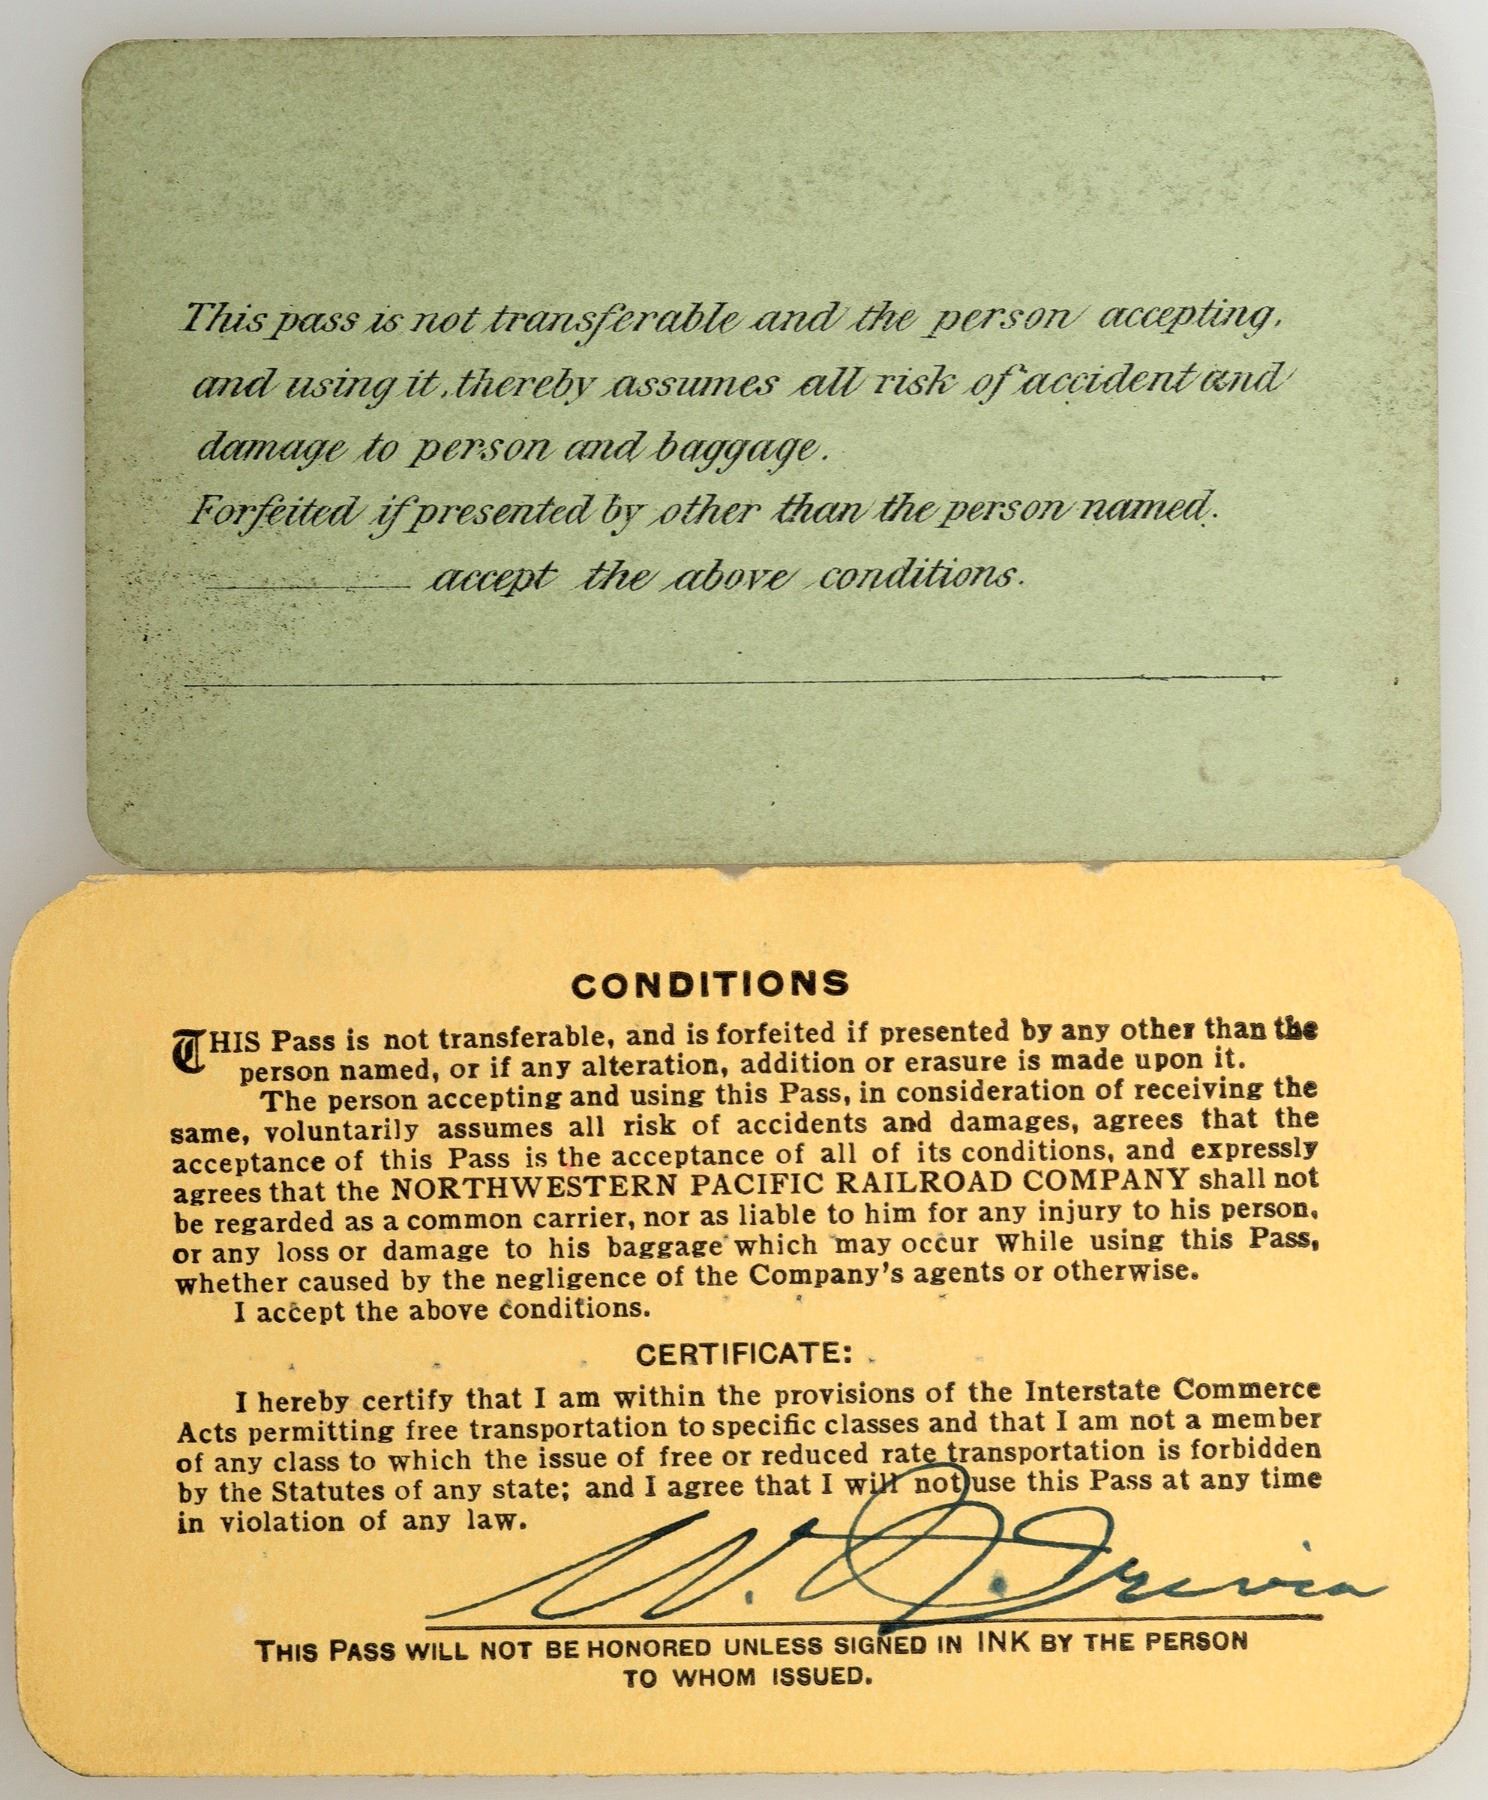 This pass is not transferable and the person accepting,
and using it, thereby assumes all risk of accident and
damage to person and baggage.
Forfeited if presented by other than the person named.
accept the above conditions.
CONDITIONS
THIS Pass is not transferable, and is forfeited if presented by any other than the
person named, or if any alteration, addition or erasure is made upon it.
The person accepting and using this Pass, in consideration of receiving the
same, voluntarily assumes all risk of accidents and damages, agrees that the
acceptance of this Pass is the acceptance of all of its conditions, and expressly
agrees that the NORTHWESTERN PACIFIC RAILROAD COMPANY shall not
be regarded as a common carrier, nor as liable to him for any injury to his person,
or any loss or damage to his baggage which may occur while using this Pass,
whether caused by the negligence of the Company's agents or otherwise.
I accept the above conditions.
CERTIFICATE:
I hereby certify that I am within the provisions of the Interstate Commerce
Acts permitting free transportation to specific classes and that I am not a member
of any class to which the issue of free or reduced rate transportation is forbidden
by the Statutes of any state; and I agree that I will not use this Pass at any time
in violation of any law.
THIS PASS WILL NOT BE HONORED UNLESS SIGNED IN INK BY THE PERSON
TO WHOM ISSUED.